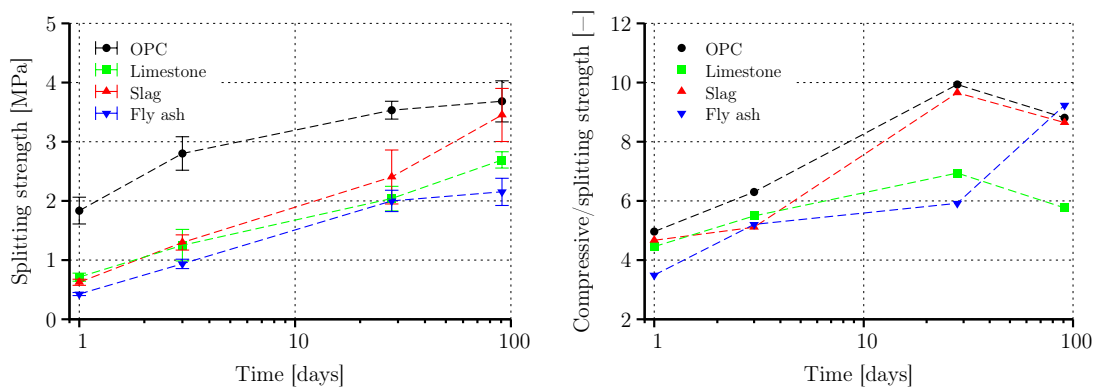 Splitting strength [MPa]
5
4
3
2
1
0
OPC
Limestone
Slag
Fly ash
1
10
100
Time [days]
Compressive/splitting strength [−]
12
10
8
6
4
2
OPC
Limestone
Slag
Fly ash
1
10
100
Time [days]